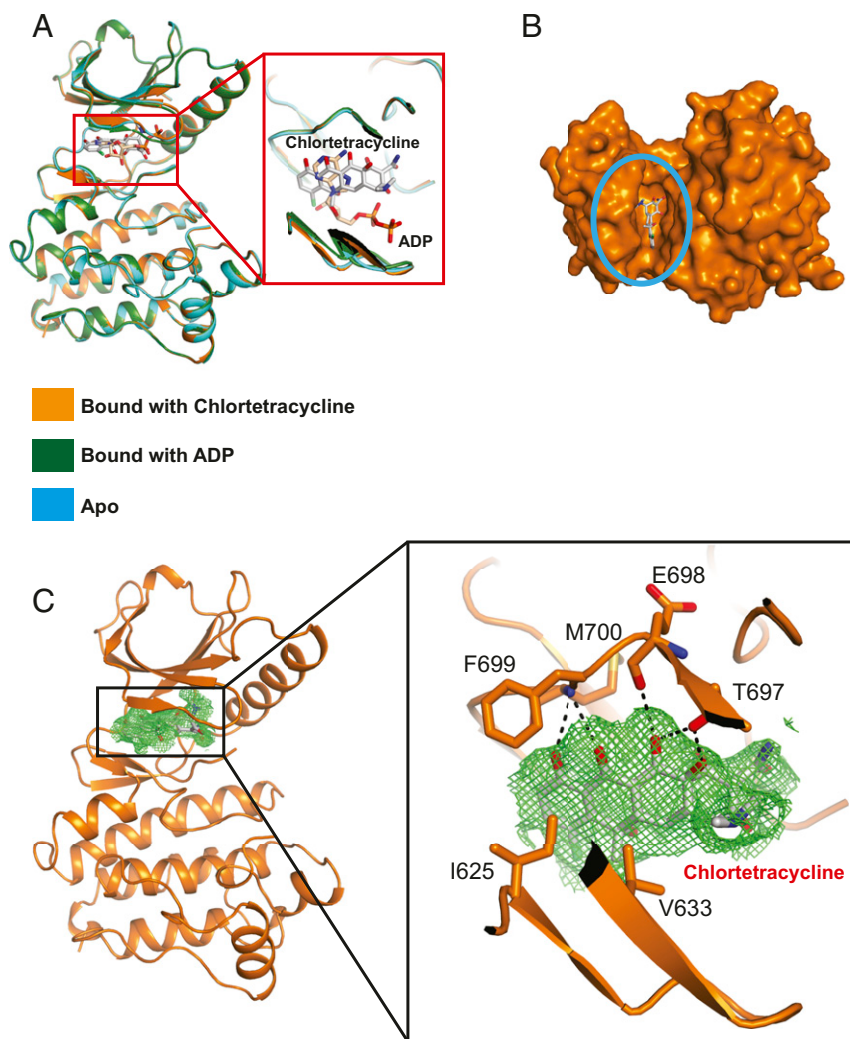 A
B
Chlortetracycline
ADP
Bound with Chlortetracycline
Bound with ADP
Apo
C
E698
M700
F699
T697
I625
Chlortetracycline
V633